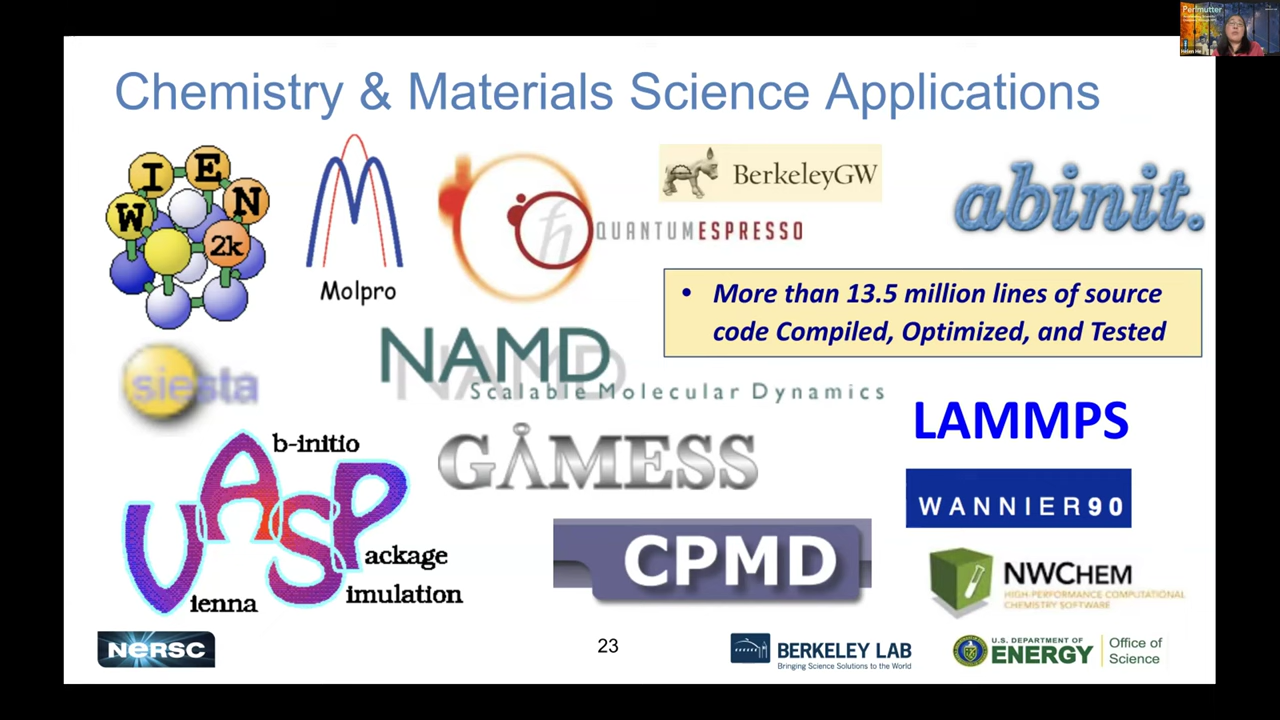 Perlmutter
Chemistry & Materials Science Applications
WIEN
2k
Molpro
ħ
QUANTUMESPRESSO
BerkeleyGW
abinit.
• More than 13.5 million lines of source
code Compiled, Optimized, and Tested
siesta
NAMD
Scalable Molecular Dynamics
LAMMPS
GÅMESS
WANNIER90
VASP
b-initio
ackage
imulation
ienna
CPMD
NWCHEM
HIGH-PERFORMANCE COMPUTATIONAL
CHEMISTRY SOFTWARE
NERSC
23
BERKELEY LAB
Bringing Science Solutions to the World
U.S. DEPARTMENT OF
ENERGY
Office of
Science